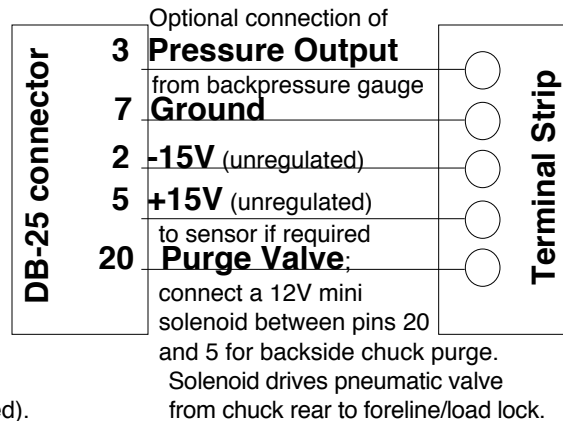 Optional connection of
DB-25 connector
3 Pressure Output
from backpressure gauge
7 Ground
2 -15V (unregulated)
5 +15V (unregulated)
to sensor if required
20 Purge Valve;
connect a 12V mini
solenoid between pins 20
and 5 for backside chuck purge.
Solenoid drives pneumatic valve
from chuck rear to foreline/load lock.
Terminal Strip
ed).